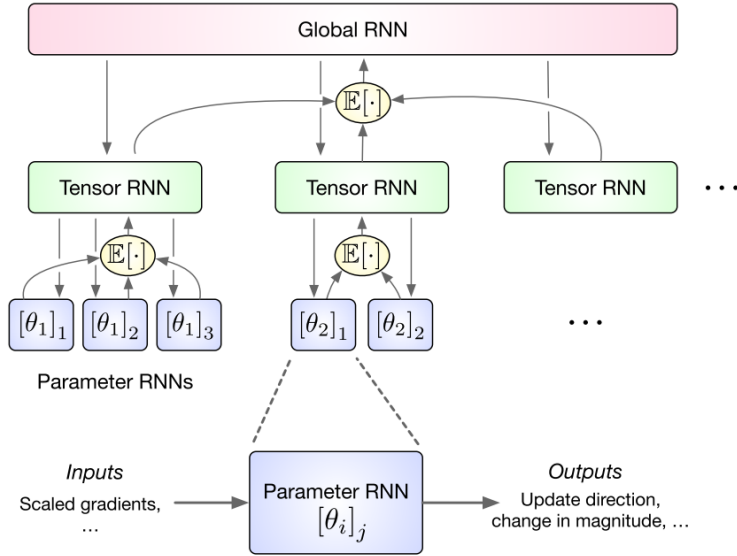 Global RNN
𝔼[·]
Tensor RNN
Tensor RNN
Tensor RNN
...
𝔼[·]
𝔼[·]
[θ₁]₁
[θ₁]₂
[θ₁]₃
[θ₂]₁
[θ₂]₂
...
Parameter RNNs
Inputs
Scaled gradients,
...
Parameter RNN
[θᵢ]ⱼ
Outputs
Update direction,
change in magnitude, ...